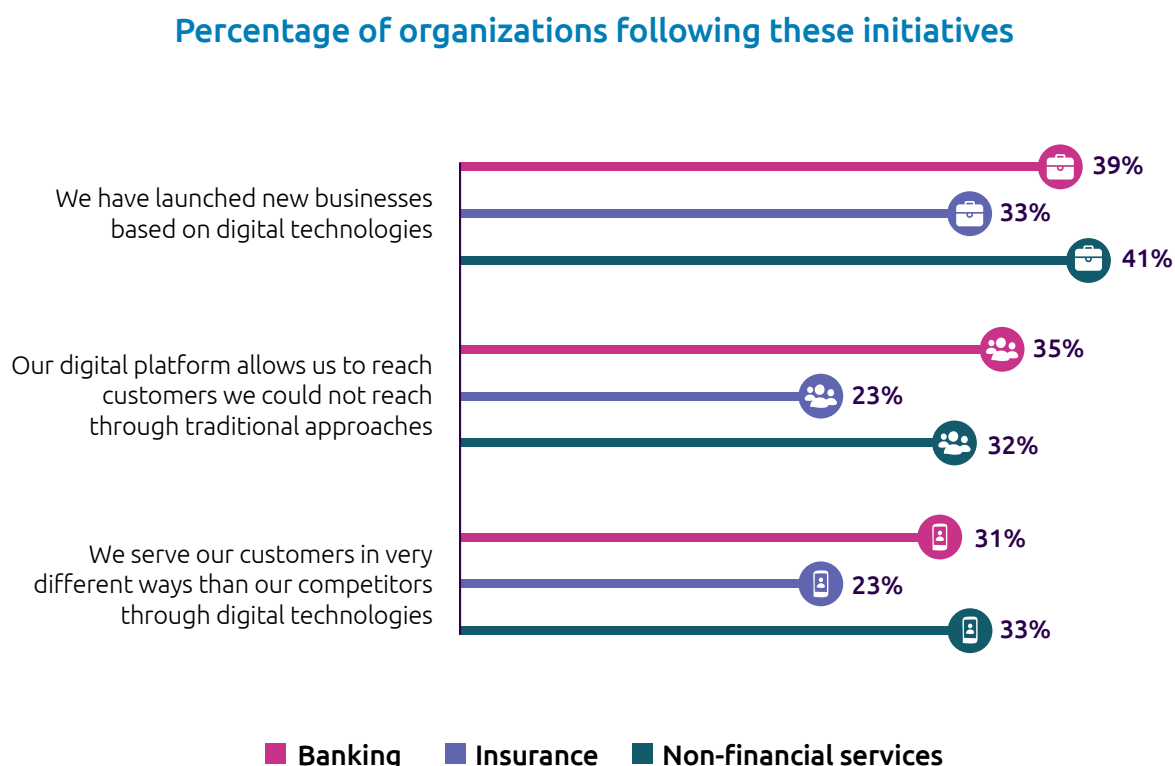 Percentage of organizations following these initiatives
We have launched new businesses
based on digital technologies
39%
33%
41%
Our digital platform allows us to reach
customers we could not reach
through traditional approaches
35%
23%
32%
We serve our customers in very
different ways than our competitors
through digital technologies
31%
23%
33%
Banking Insurance Non-financial services